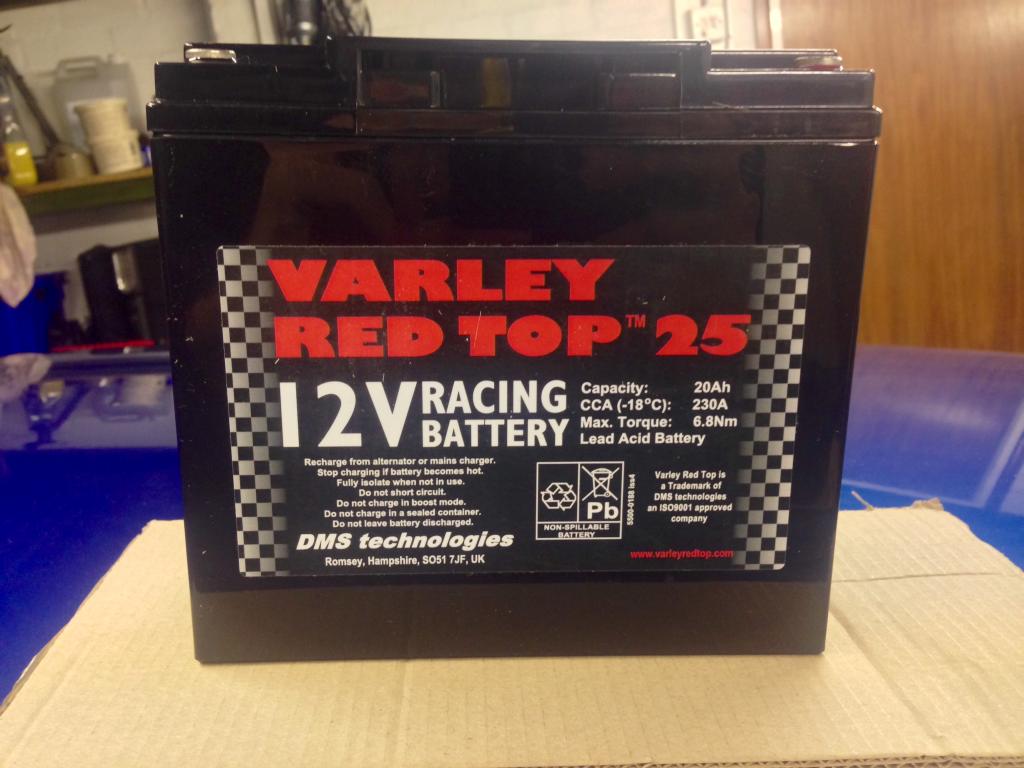 VARLEY
RED TOP™ 25
12V RACING
BATTERY
Capacity: 20Ah
CCA (-18°C): 230A
Max. Torque: 6.8Nm
Lead Acid Battery
Recharge from alternator or mains charger.
Stop charging if battery becomes hot.
Fully isolate when not in use.
Do not short circuit.
Do not charge in boost mode.
Do not charge in a sealed container.
Do not leave battery discharged.
DMS technologies
Romsey, Hampshire, SO51 7JF, UK
Pb
NON-SPILLABLE
BATTERY
5500-0188 iss4
Varley Red Top is
a Trademark of
DMS technologies
an ISO9001 approved
company
www.varleyredtop.com